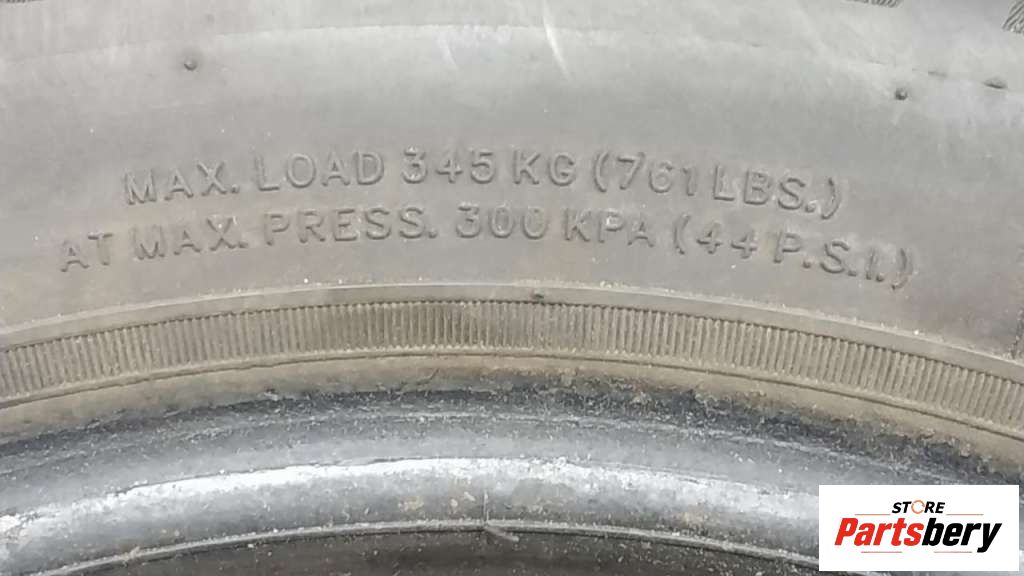 MAX. LOAD 345 KG (761 LBS.)
AT MAX. PRESS. 300 KPA (44 P.S.I.)
STORE
Partsbery